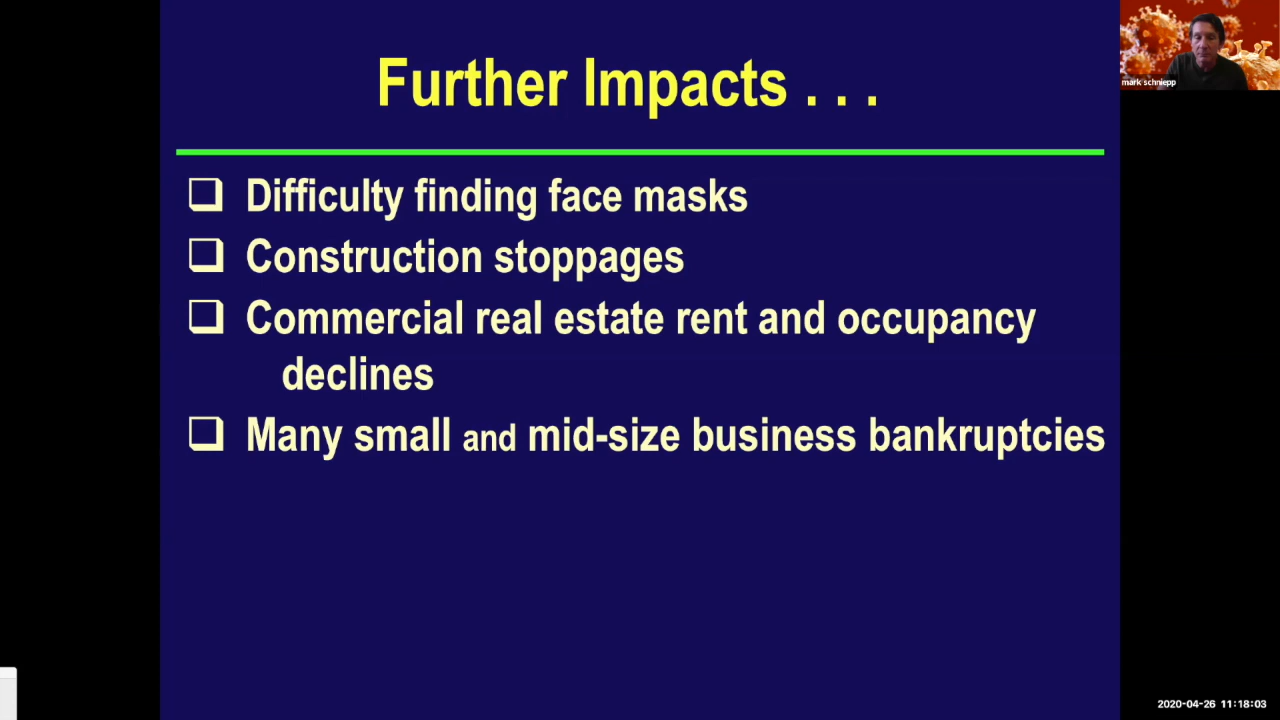 Further Impacts . . .
mark schniepp
❑ Difficulty finding face masks
❑ Construction stoppages
❑ Commercial real estate rent and occupancy
declines
❑ Many small and mid-size business bankruptcies
2020-04-26 11:18:03